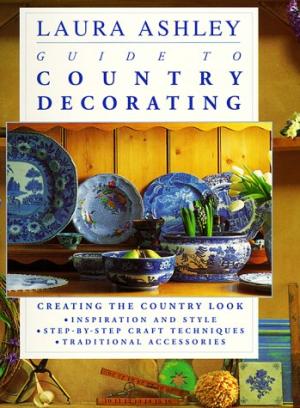 LAURA ASHLEY
GUIDE TO
COUNTRY
DECORATING
CREATING THE COUNTRY LOOK
•INSPIRATION AND STYLE
•STEP-BY-STEP CRAFT TECHNIQUES
•TRADITIONAL ACCESSORIES